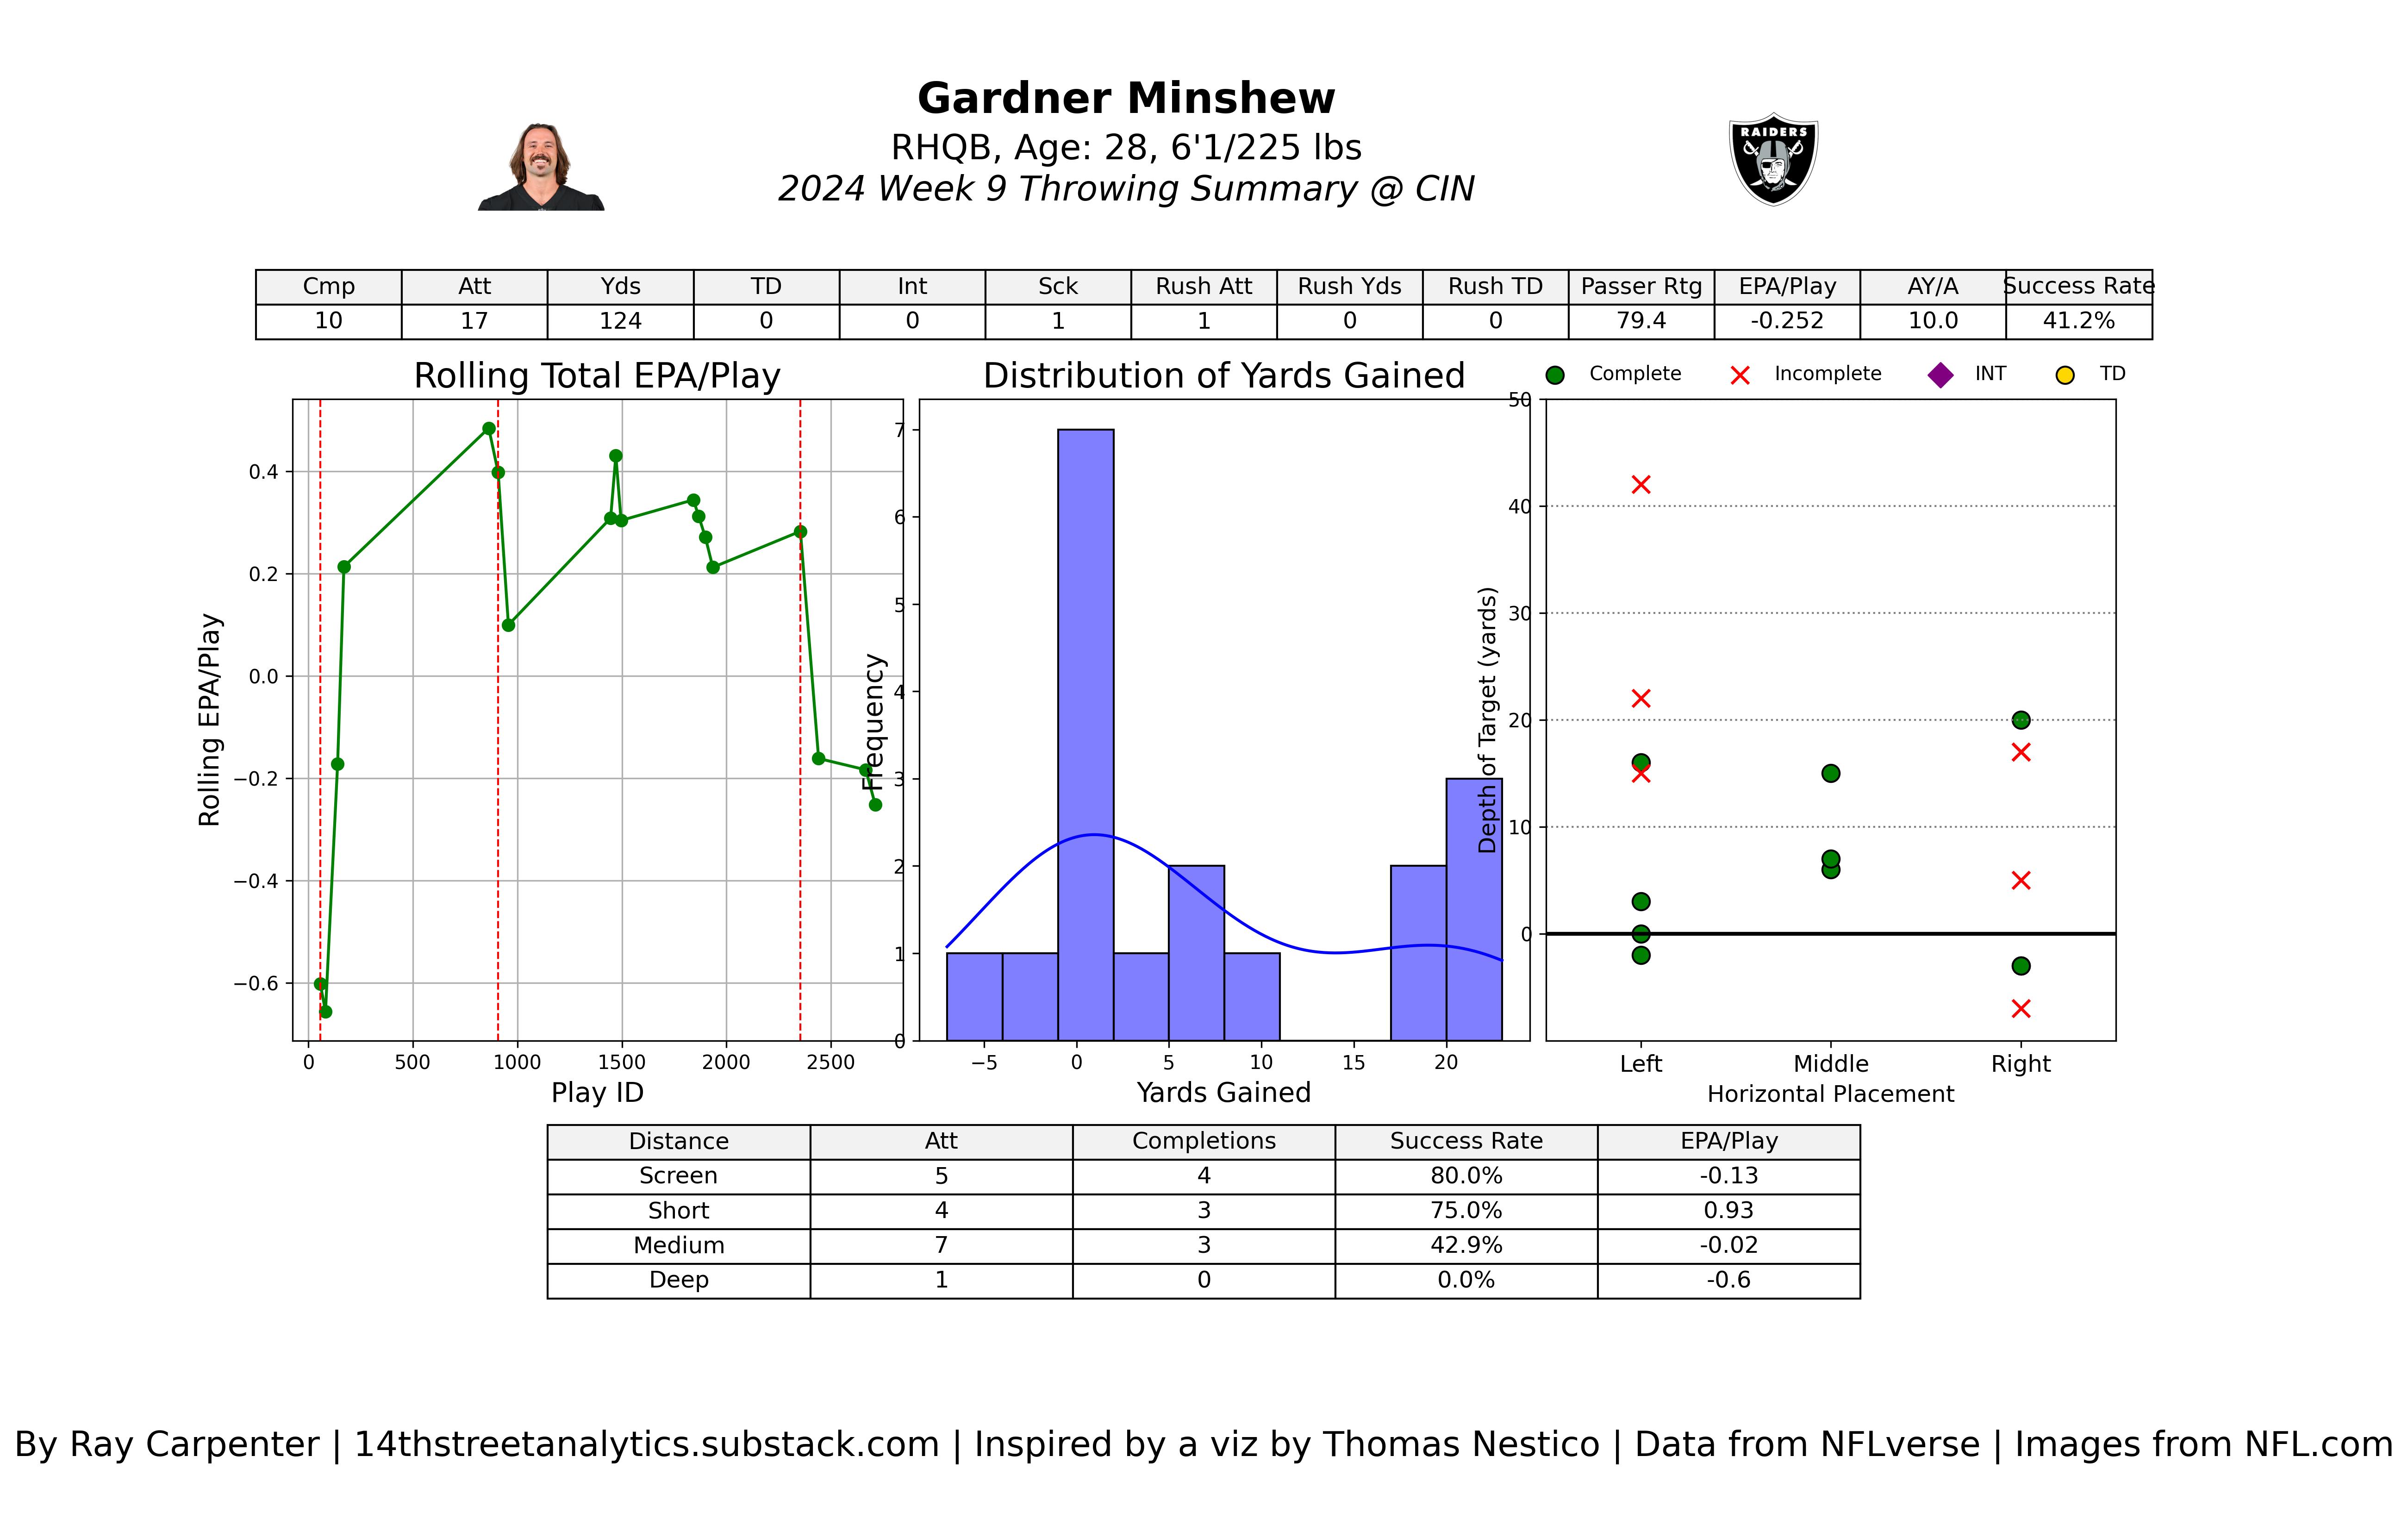 Gardner Minshew
RHQB, Age: 28, 6'1/225 lbs
2024 Week 9 Throwing Summary @ CIN
RAIDERS
Cmp Att Yds TD Int Sck Rush Att Rush Yds Rush TD Passer Rtg EPA/Play AY/A Success Rate
10 17 124 0 0 1 1 0 0 79.4 -0.252 10.0 41.2%
Rolling Total EPA/Play
Rolling EPA/Play
0.4
0.2
0.0
−0.2
−0.4
−0.6
0 500 1000 1500 2000 2500
Play ID
Distribution of Yards Gained
Frequency
7
6
5
4
3
2
1
0
−5 0 5 10 15 20
Yards Gained
Complete Incomplete INT TD
Depth of Target (yards)
50
40
30
20
10
0
Left Middle Right
Horizontal Placement
Distance Att Completions Success Rate EPA/Play
Screen 5 4 80.0% -0.13
Short 4 3 75.0% 0.93
Medium 7 3 42.9% -0.02
Deep 1 0 0.0% -0.6
By Ray Carpenter | 14thstreetanalytics.substack.com | Inspired by a viz by Thomas Nestico | Data from NFLverse | Images from NFL.com